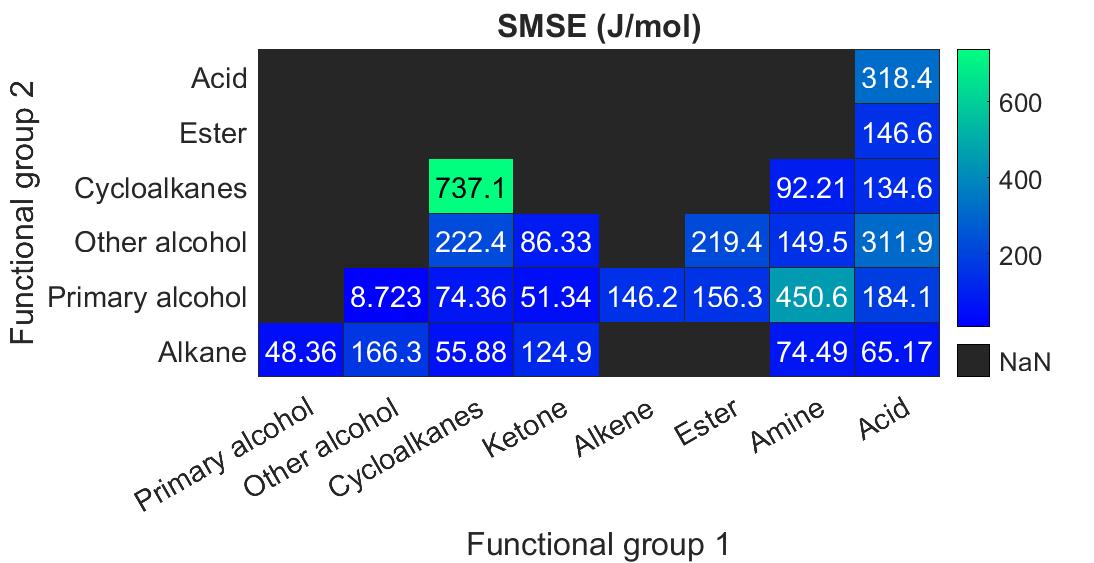 SMSE (J/mol)
Functional group 2
Acid 318.4
Ester 146.6
Cycloalkanes 737.1 92.21 134.6
Other alcohol 222.4 86.33 219.4 149.5 311.9
Primary alcohol 8.723 74.36 51.34 146.2 156.3 450.6 184.1
Alkane 48.36 166.3 55.88 124.9 74.49 65.17
Primary alcohol Other alcohol Cycloalkanes Ketone Alkene Ester Amine Acid
Functional group 1
600
400
200
NaN